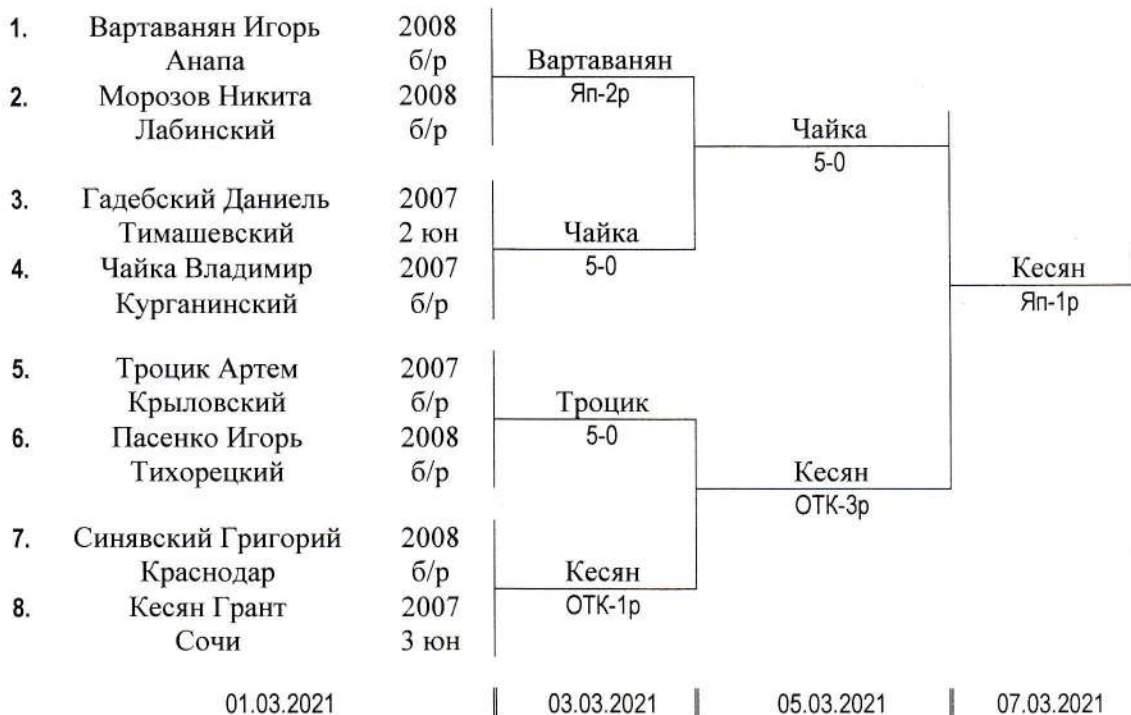 1. Вартаванян Игорь 2008
Анапа б/р
Вартаванян
2. Морозов Никита 2008
Яп-2р
Лабинский б/р
Чайка
5-0
3. Гадебский Даниель 2007
Тимашевский 2 юн
Чайка
4. Чайка Владимир 2007
5-0
Курганинский б/р
Кесян
Яп-1р
5. Троцик Артем 2007
Крыловский б/р
Троцик
6. Пасенко Игорь 2008
5-0
Тихорецкий б/р
Кесян
ОТК-3р
7. Синявский Григорий 2008
Краснодар б/р
Кесян
8. Кесян Грант 2007
ОТК-1р
Сочи 3 юн
01.03.2021 03.03.2021 05.03.2021 07.03.2021